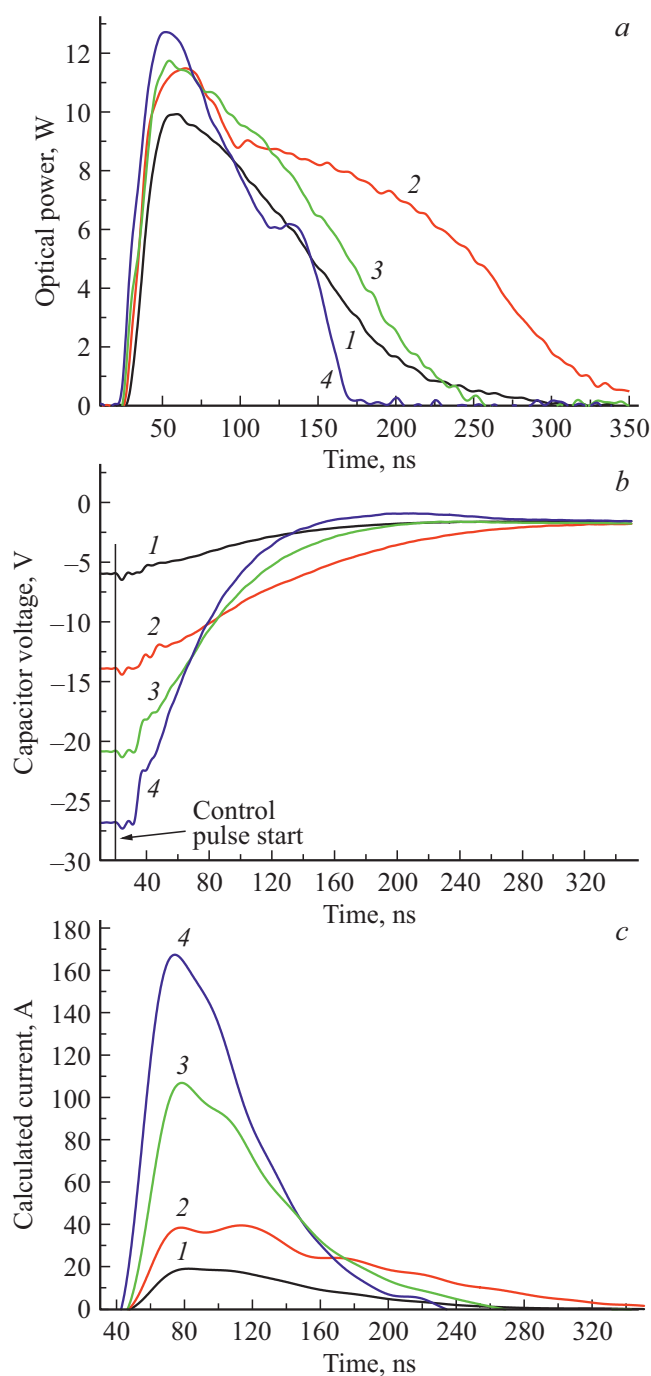 a
12
10
8
6
4
2
0
Optical power, W
2
3
1
4
50 100 150 200 250 300 350
Time, ns
b
0
–5
–10
–15
–20
–25
–30
Capacitor voltage, V
1
2
3
4
Control
pulse start
40 80 120 160 200 240 280 320
Time, ns
c
180
160
140
120
100
80
60
40
20
0
Calculated current, A
4
3
2
1
40 80 120 160 200 240 280 320
Time, ns